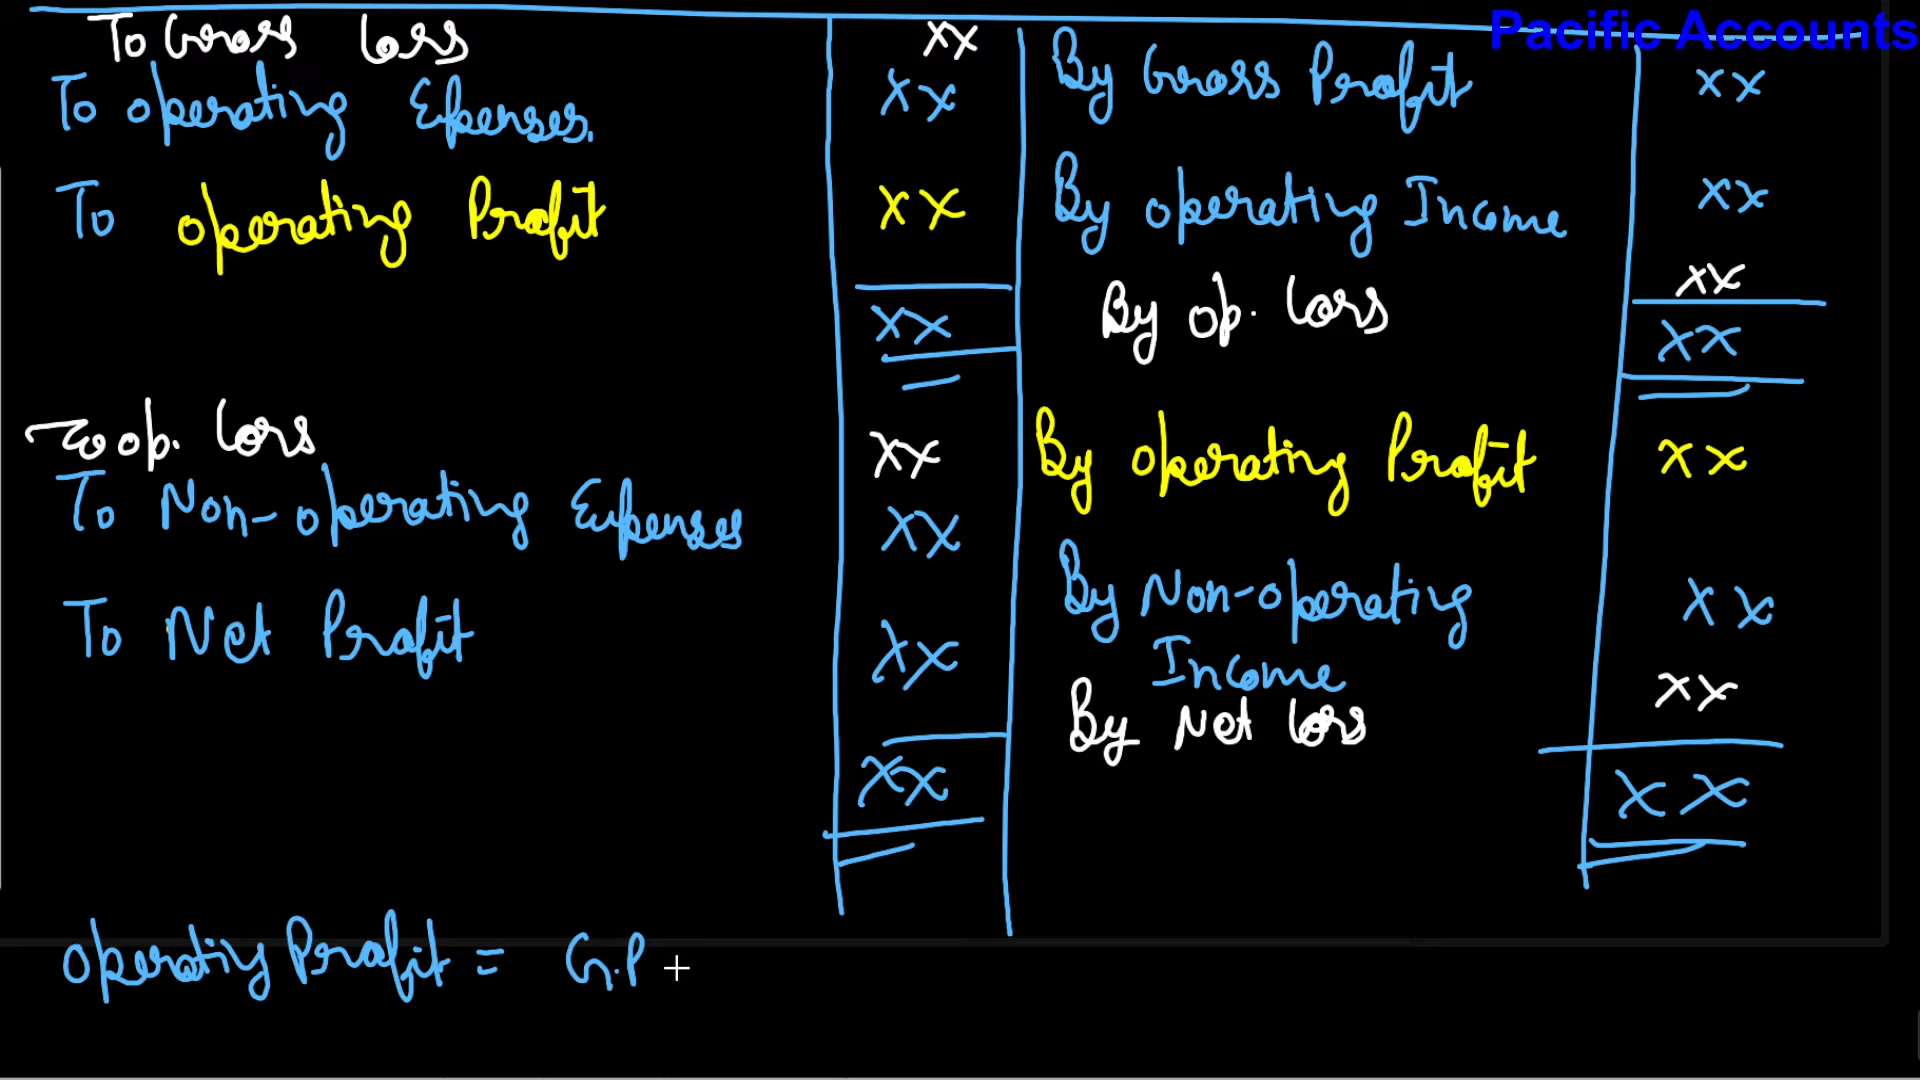 Pacific Accounts
To Gross Loss xx By Gross Profit xx
To operating Expenses. xx By operating Income xx
To operating Profit xx By op. Loss xx
xx xx
To op. Loss xx By operating Profit xx
To Non-operating Expenses xx By Non-operating
Income xx
To Net Profit xx By Net Loss xx
xx xx
Operating Profit = G.P +